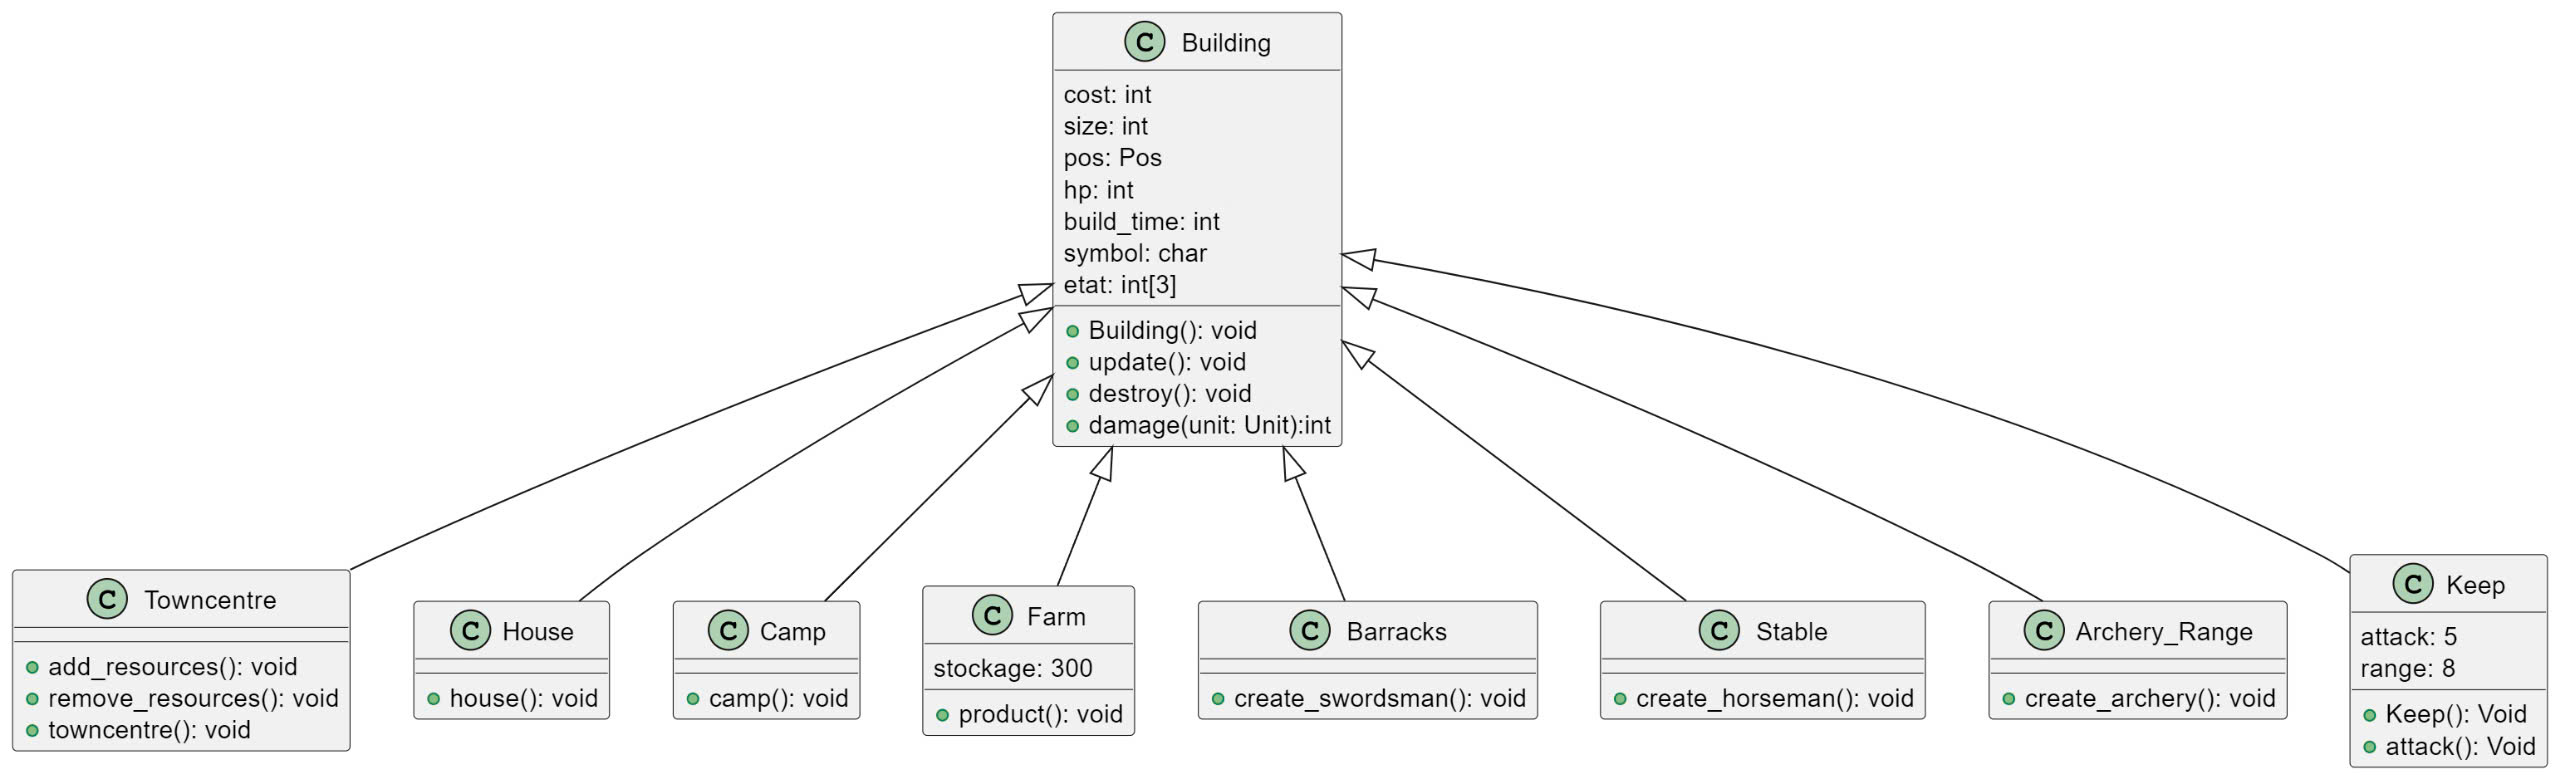 C Building
cost: int
size: int
pos: Pos
hp: int
build_time: int
symbol: char
etat: int[3]
Building(): void
update(): void
destroy(): void
damage(unit: Unit):int
C Towncentre
add_resources(): void
remove_resources(): void
towncentre(): void
C House
house(): void
C Camp
camp(): void
C Farm
stockage: 300
product(): void
C Barracks
create_swordsman(): void
C Stable
create_horseman(): void
C Archery_Range
create_archery(): void
C Keep
attack: 5
range: 8
Keep(): Void
attack(): Void